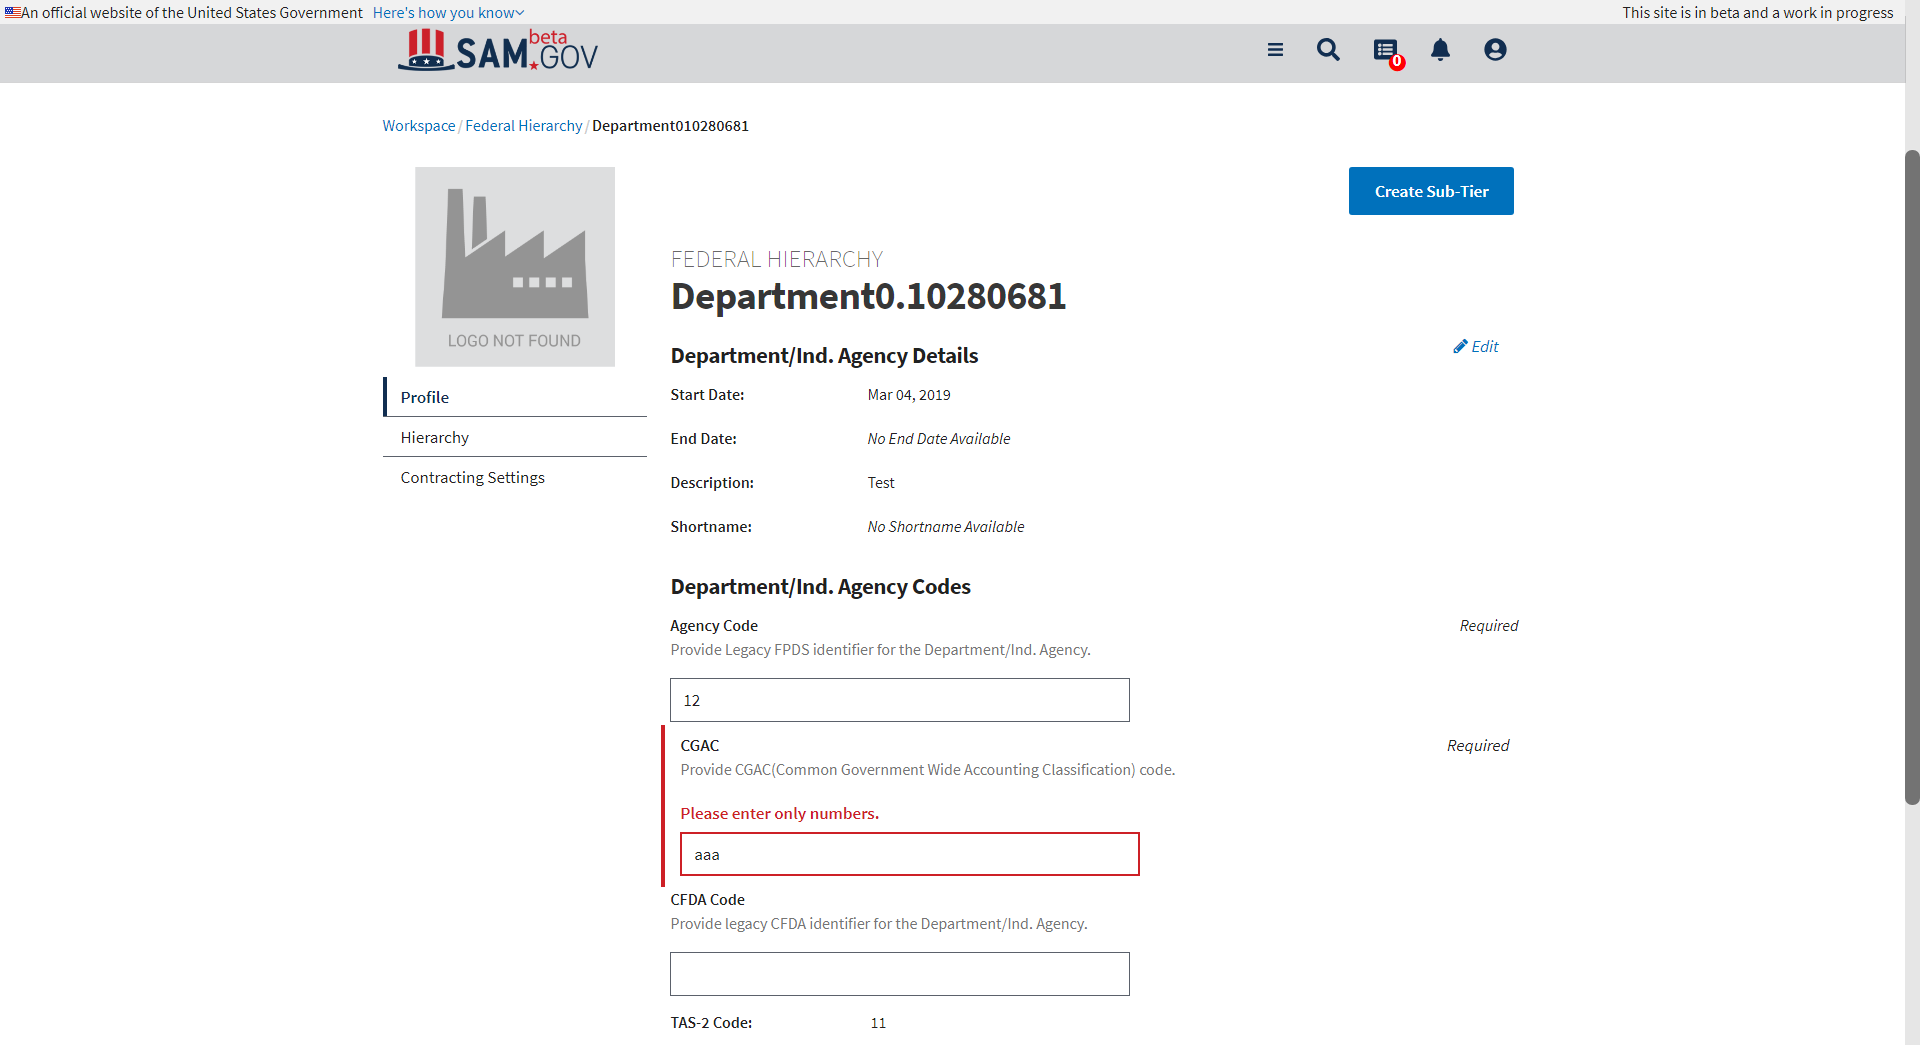 An official website of the United States Government Here's how you know
This site is in beta and a work in progress
SAM.GOV beta
0
Workspace / Federal Hierarchy / Department010280681
LOGO NOT FOUND
Create Sub-Tier
FEDERAL HIERARCHY
Department0.10280681
Profile
Hierarchy
Contracting Settings
Department/Ind. Agency Details
Edit
Start Date: Mar 04, 2019
End Date: No End Date Available
Description: Test
Shortname: No Shortname Available
Department/Ind. Agency Codes
Agency Code Required
Provide Legacy FPDS identifier for the Department/Ind. Agency.
12
CGAC Required
Provide CGAC(Common Government Wide Accounting Classification) code.
Please enter only numbers.
aaa
CFDA Code
Provide legacy CFDA identifier for the Department/Ind. Agency.
TAS-2 Code: 11